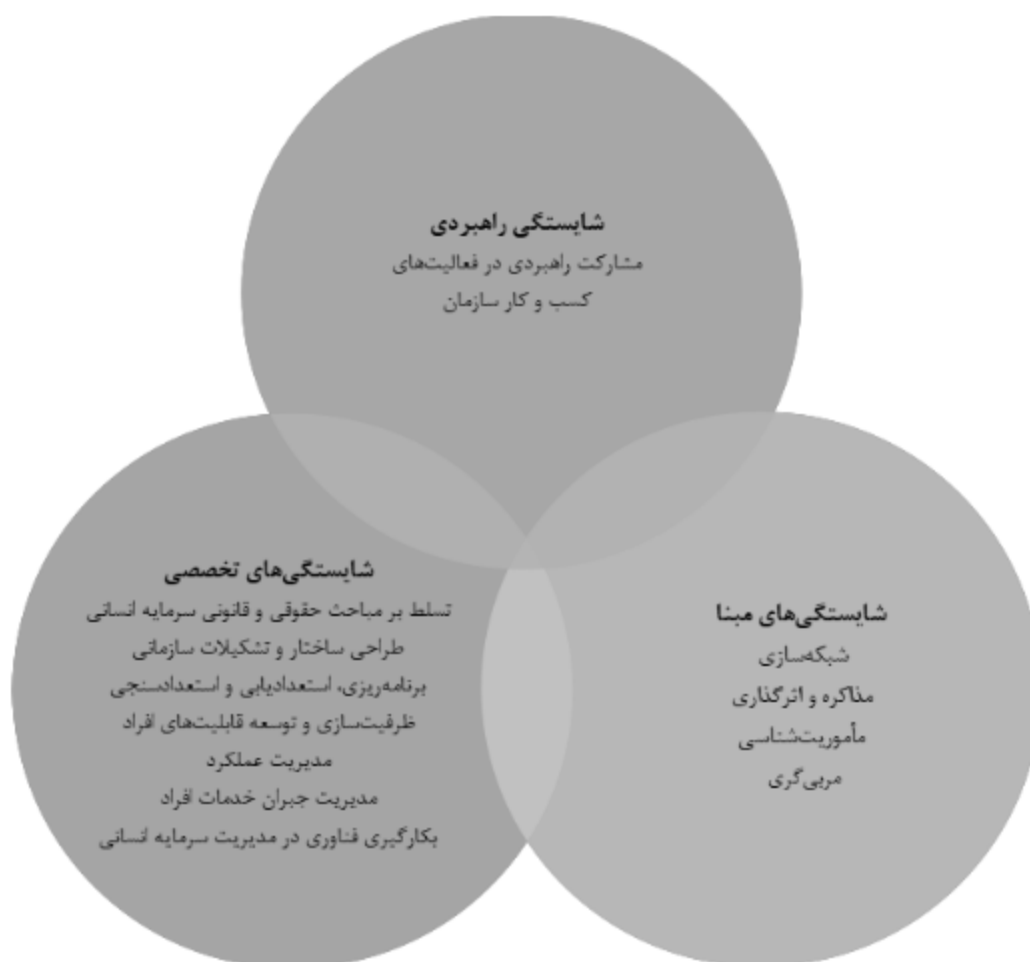 شایستگی راهبردی
مشارکت راهبردی در فعالیت‌های
کسب و کار سازمان
شایستگی‌های مبنا
شبکه‌سازی
مذاکره و اثرگذاری
مأموریت‌شناسی
مربی‌گری
شایستگی‌های تخصصی
تسلط بر مباحث حقوقی و قانونی سرمایه انسانی
طراحی ساختار و تشکیلات سازمانی
برنامه‌ریزی، استعدادیابی و استعدادسنجی
ظرفیت‌سازی و توسعه قابلیت‌های افراد
مدیریت عملکرد
مدیریت جبران خدمات افراد
بکارگیری فناوری در مدیریت سرمایه انسانی